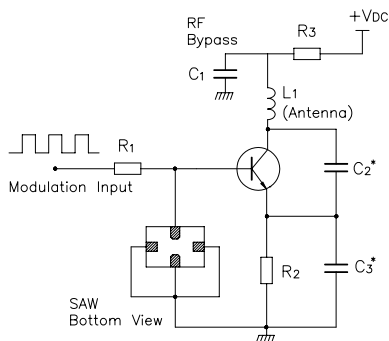 +VDC
RF
Bypass
R3
C1
L1
(Antenna)
R1
Modulation Input
C2*
SAW
Bottom View
R2
C3*